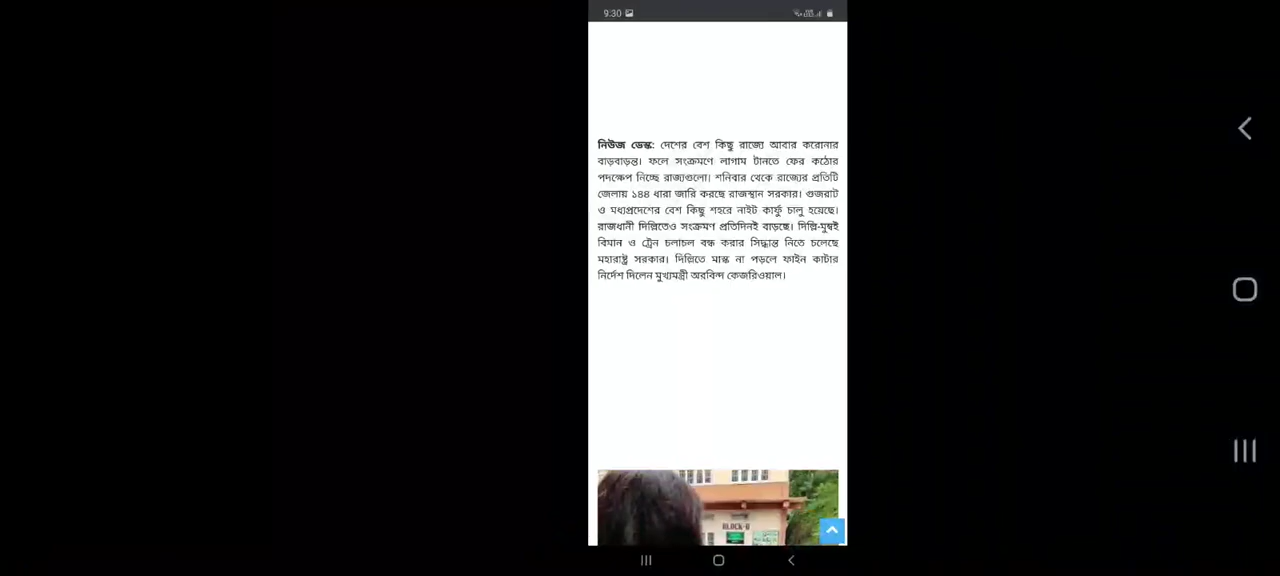 9:30
নিউজ ডেস্ক: দেশের বেশ কিছু রাজ্যে আবার করোনার
বাড়বাড়ন্ত। ফলে সংক্রমণে লাগাম টানতে ফের কঠোর
পদক্ষেপ নিচ্ছে রাজ্যগুলো। শনিবার থেকে রাজ্যের প্রতিটি
জেলায় ১৪৪ ধারা জারি করছে রাজস্থান সরকার। গুজরাট
ও মধ্যপ্রদেশের বেশ কিছু শহরে নাইট কার্ফু চালু হয়েছে।
রাজধানী দিল্লিতেও সংক্রমণ প্রতিদিনই বাড়ছে। দিল্লি-মুম্বই
বিমান ও ট্রেন চলাচল বন্ধ করার সিদ্ধান্ত নিতে চলেছে
মহারাষ্ট্র সরকার। দিল্লিতে মাস্ক না পড়লে ফাইন কাটার
নির্দেশ দিলেন মুখ্যমন্ত্রী অরবিন্দ কেজরিওয়াল।
BLOCK-B